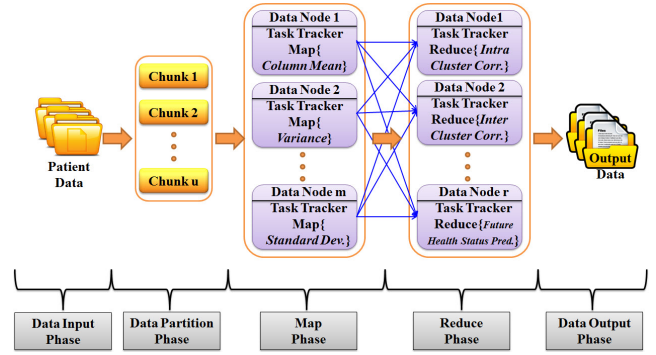 Patient
Data
Chunk 1
Chunk 2
Chunk u
Data Node 1
Task Tracker
Map{
Column Mean}
Data Node 2
Task Tracker
Map{
Variance}
Data Node m
Task Tracker
Map{
Standard Dev.}
Data Node1
Task Tracker
Reduce{Intra
Cluster Corr.}
Data Node 2
Task Tracker
Reduce{Inter
Cluster Corr.}
Data Node r
Task Tracker
Reduce{Future
Health Status Pred.}
Files
Output
Data
Data Input
Phase
Data Partition
Phase
Map
Phase
Reduce
Phase
Data Output
Phase